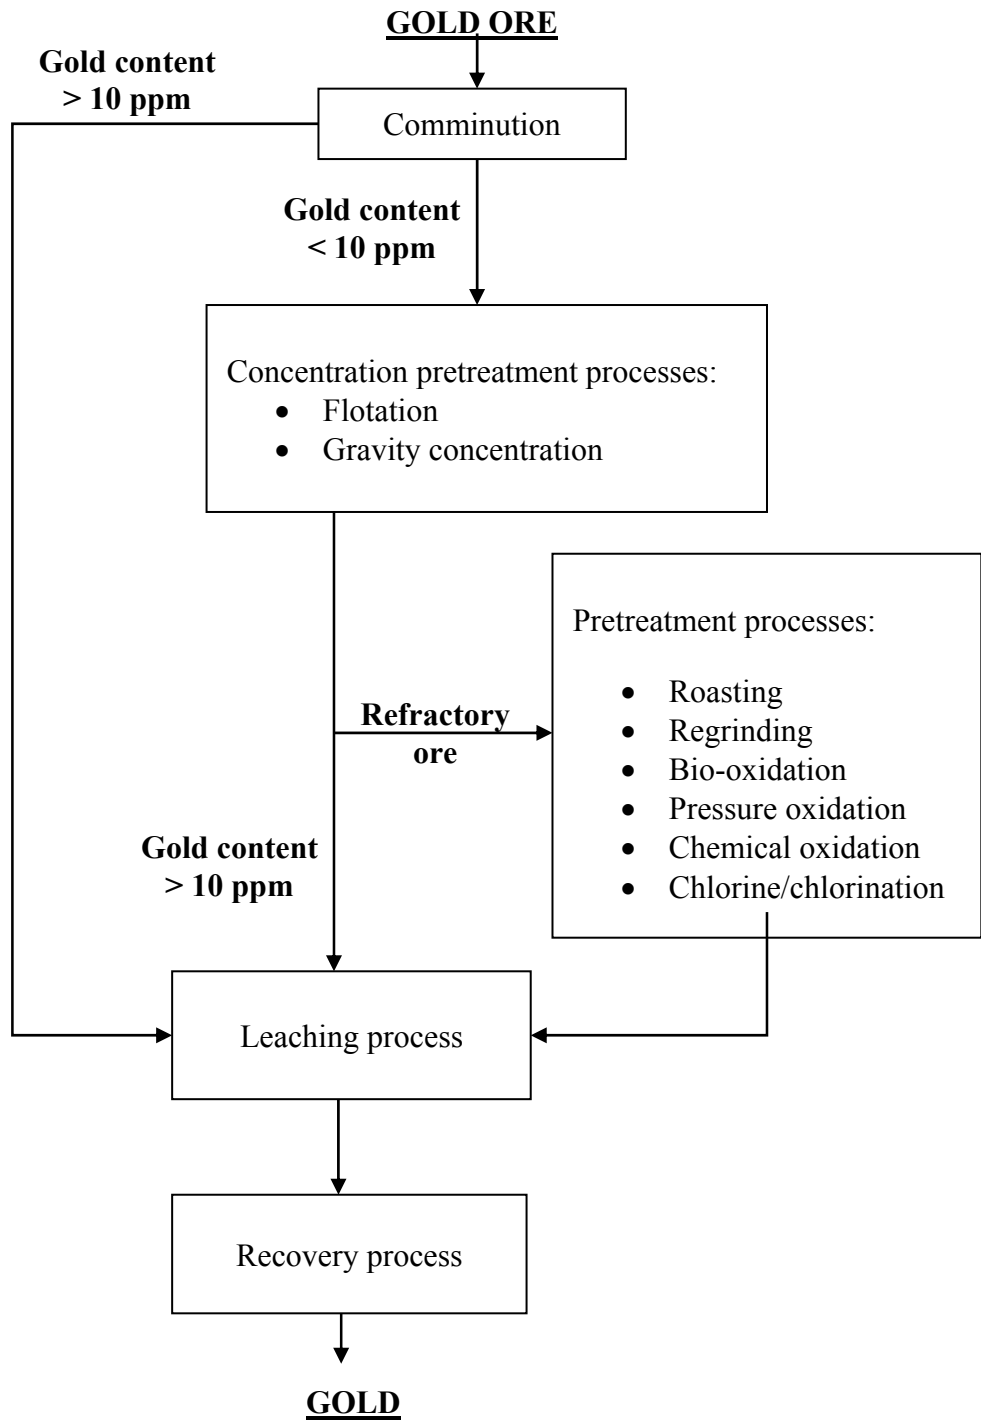 GOLD ORE
Gold content
> 10 ppm
Comminution
Gold content
< 10 ppm
Concentration pretreatment processes:
• Flotation
• Gravity concentration
Pretreatment processes:
• Roasting
• Regrinding
• Bio-oxidation
• Pressure oxidation
• Chemical oxidation
• Chlorine/chlorination
Refractory
ore
Gold content
> 10 ppm
Leaching process
Recovery process
GOLD